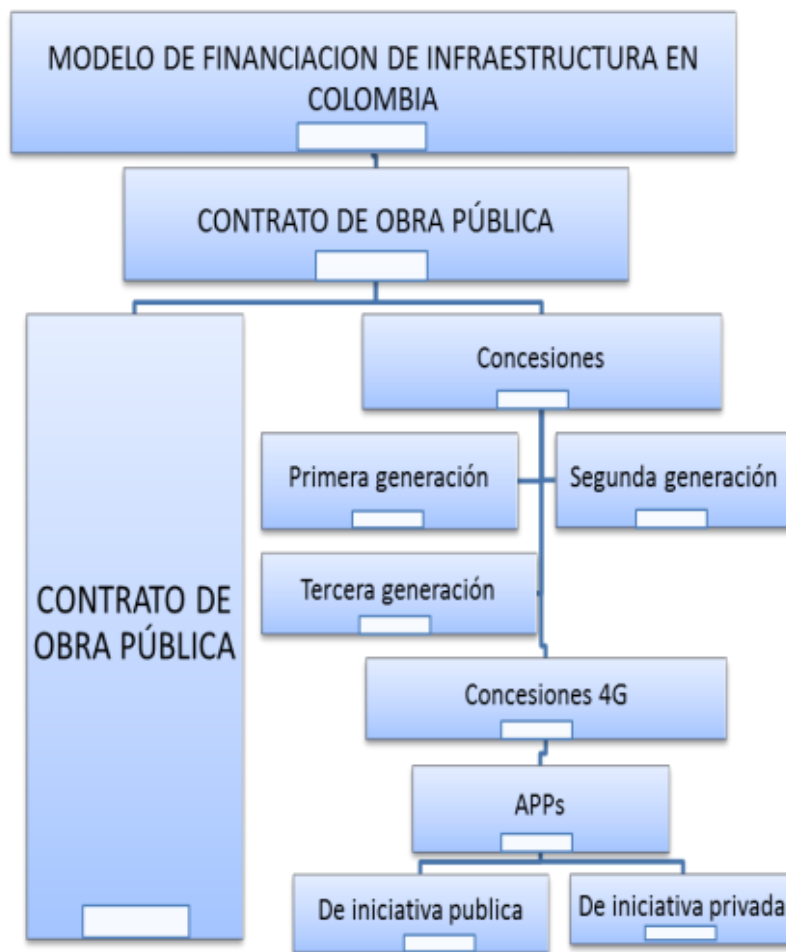 MODELO DE FINANCIACION DE INFRAESTRUCTURA EN
COLOMBIA
CONTRATO DE OBRA PÚBLICA
CONTRATO DE
OBRA PÚBLICA
Concesiones
Primera generación
Segunda generación
Tercera generación
Concesiones 4G
APPs
De iniciativa publica
De iniciativa privada